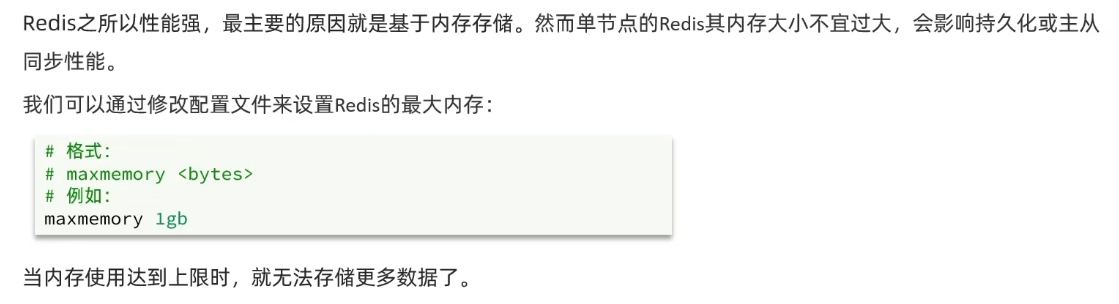 Redis之所以性能强，最主要的原因就是基于内存存储。然而单节点的Redis其内存大小不宜过大，会影响持久化或主从
同步性能。
我们可以通过修改配置文件来设置Redis的最大内存：
# 格式：
# maxmemory <bytes>
# 例如：
maxmemory 1gb
当内存使用达到上限时，就无法存储更多数据了。